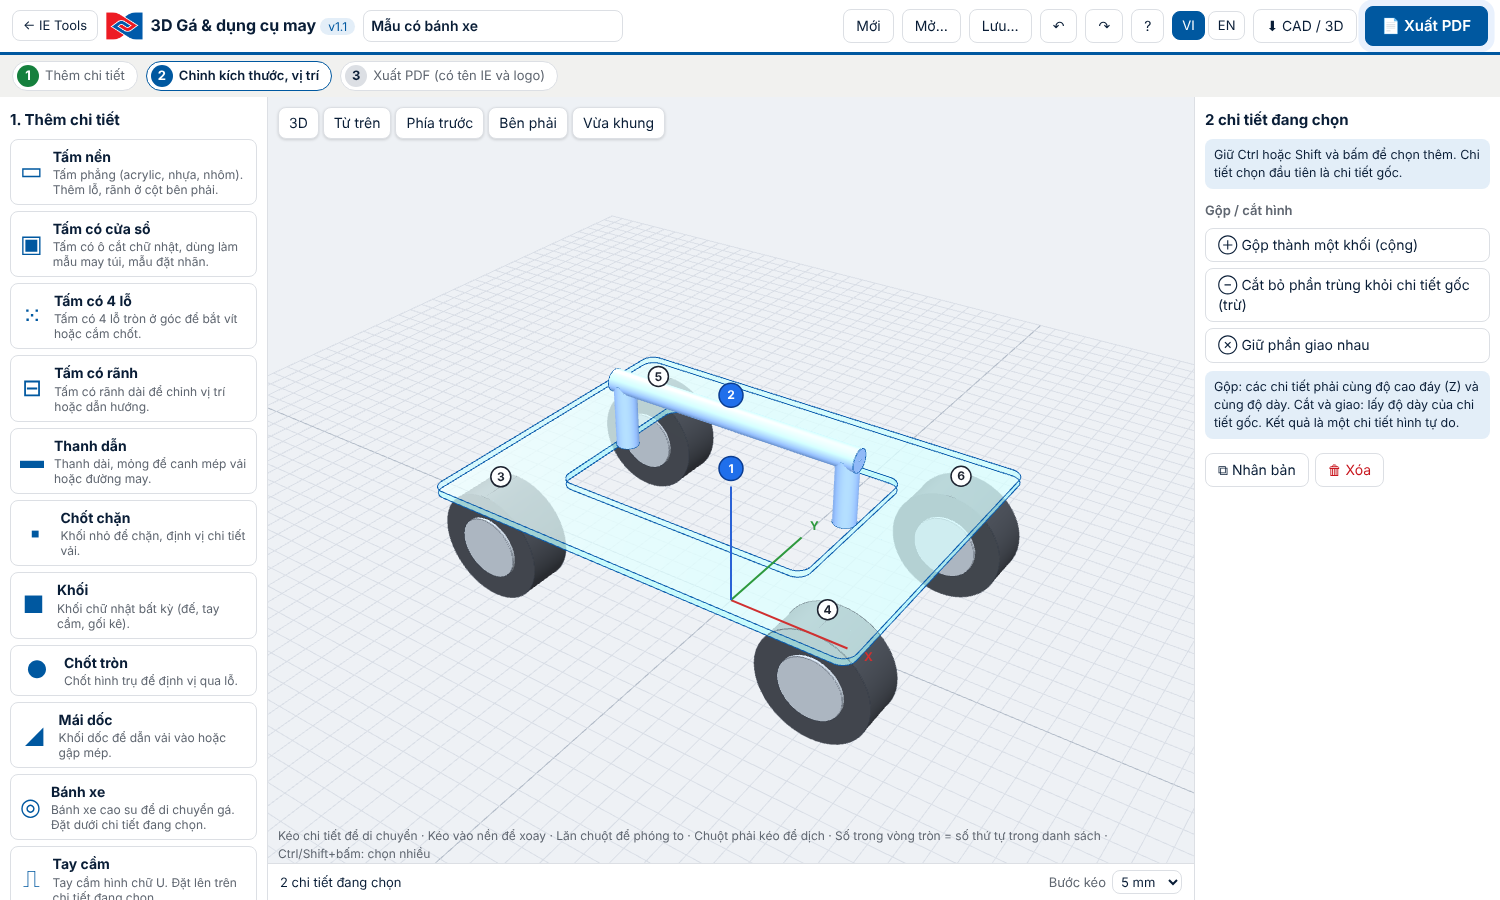 ← IE Tools
3D Gá & dụng cụ may
v1.1
Mẫu có bánh xe
Mới
Mở...
Lưu...
↶
↷
?
VI
EN
⬇ CAD / 3D
📄 Xuất PDF
1 Thêm chi tiết
2 Chỉnh kích thước, vị trí
3 Xuất PDF (có tên IE và logo)
1. Thêm chi tiết
Tấm nền
Tấm phẳng (acrylic, nhựa, nhôm).
Thêm lỗ, rãnh ở cột bên phải.
Tấm có cửa sổ
Tấm có ô cắt chữ nhật, dùng làm
mẫu may túi, mẫu đặt nhãn.
Tấm có 4 lỗ
Tấm có 4 lỗ tròn ở góc để bắt vít
hoặc cắm chốt.
Tấm có rãnh
Tấm có rãnh dài để chỉnh vị trí
hoặc dẫn hướng.
Thanh dẫn
Thanh dài, mỏng để canh mép vải
hoặc đường may.
Chốt chặn
Khối nhỏ để chặn, định vị chi tiết
vải.
Khối
Khối chữ nhật bất kỳ (đế, tay
cầm, gối kê).
Chốt tròn
Chốt hình trụ để định vị qua lỗ.
Mái dốc
Khối dốc để dẫn vải vào hoặc
gập mép.
Bánh xe
Bánh xe cao su để di chuyển gá.
Đặt dưới chi tiết đang chọn.
Tay cầm
Tay cầm hình chữ U. Đặt lên trên
chi tiết đang chọn.
3D
Từ trên
Phía trước
Bên phải
Vừa khung
5
2
1
3
6
Y
4
X
Kéo chi tiết để di chuyển · Kéo vào nền để xoay · Lăn chuột để phóng to · Chuột phải kéo để dịch · Số trong vòng tròn = số thứ tự trong danh sách ·
Ctrl/Shift+bấm: chọn nhiều
2 chi tiết đang chọn
Bước kéo
5 mm
2 chi tiết đang chọn
Giữ Ctrl hoặc Shift và bấm để chọn thêm. Chi
tiết chọn đầu tiên là chi tiết gốc.
Gộp / cắt hình
Gộp thành một khối (cộng)
Cắt bỏ phần trùng khỏi chi tiết gốc
(trừ)
Giữ phần giao nhau
Gộp: các chi tiết phải cùng độ cao đáy (Z) và
cùng độ dày. Cắt và giao: lấy độ dày của chi
tiết gốc. Kết quả là một chi tiết hình tự do.
⧉ Nhân bản
🗑 Xóa